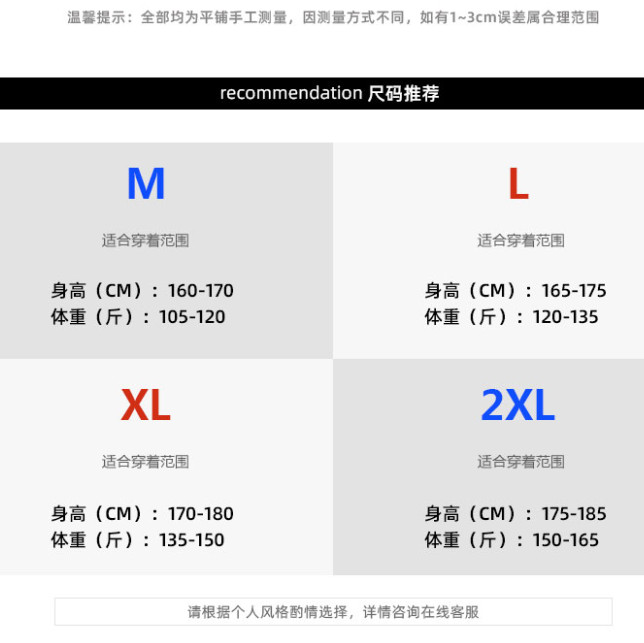 温馨提示：全部均为平铺手工测量，因测量方式不同，如有1~3cm误差属合理范围
recommendation 尺码推荐
M
适合穿着范围
身高（CM）：160-170
体重（斤）：105-120
L
适合穿着范围
身高（CM）：165-175
体重（斤）：120-135
XL
适合穿着范围
身高（CM）：170-180
体重（斤）：135-150
2XL
适合穿着范围
身高（CM）：175-185
体重（斤）：150-165
请根据个人风格酌情选择，详情咨询在线客服